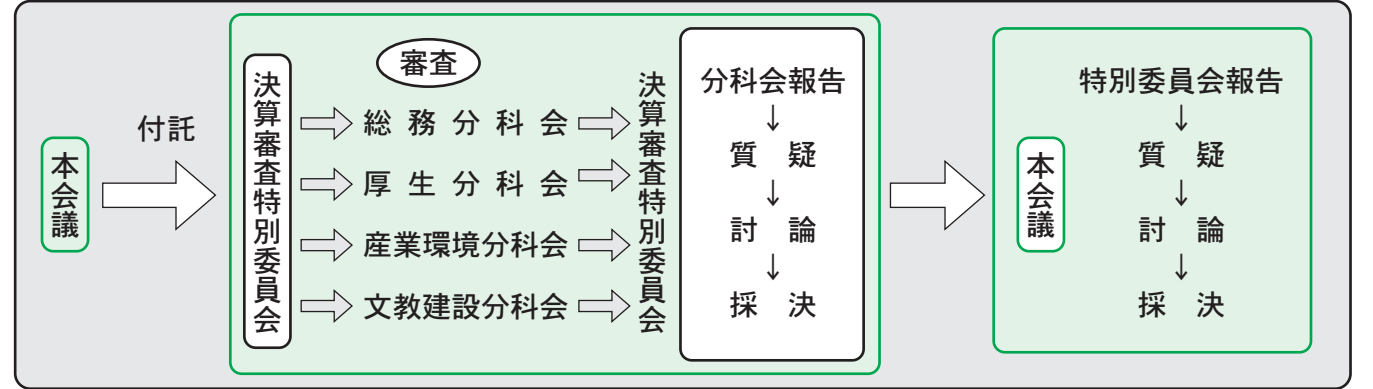 本会議
付託
決算審査特別委員会
審査
総務分科会
厚生分科会
産業環境分科会
文教建設分科会
決算審査特別委員会
分科会報告
↓
質疑
↓
討論
↓
採決
本会議
特別委員会報告
↓
質疑
↓
討論
↓
採決